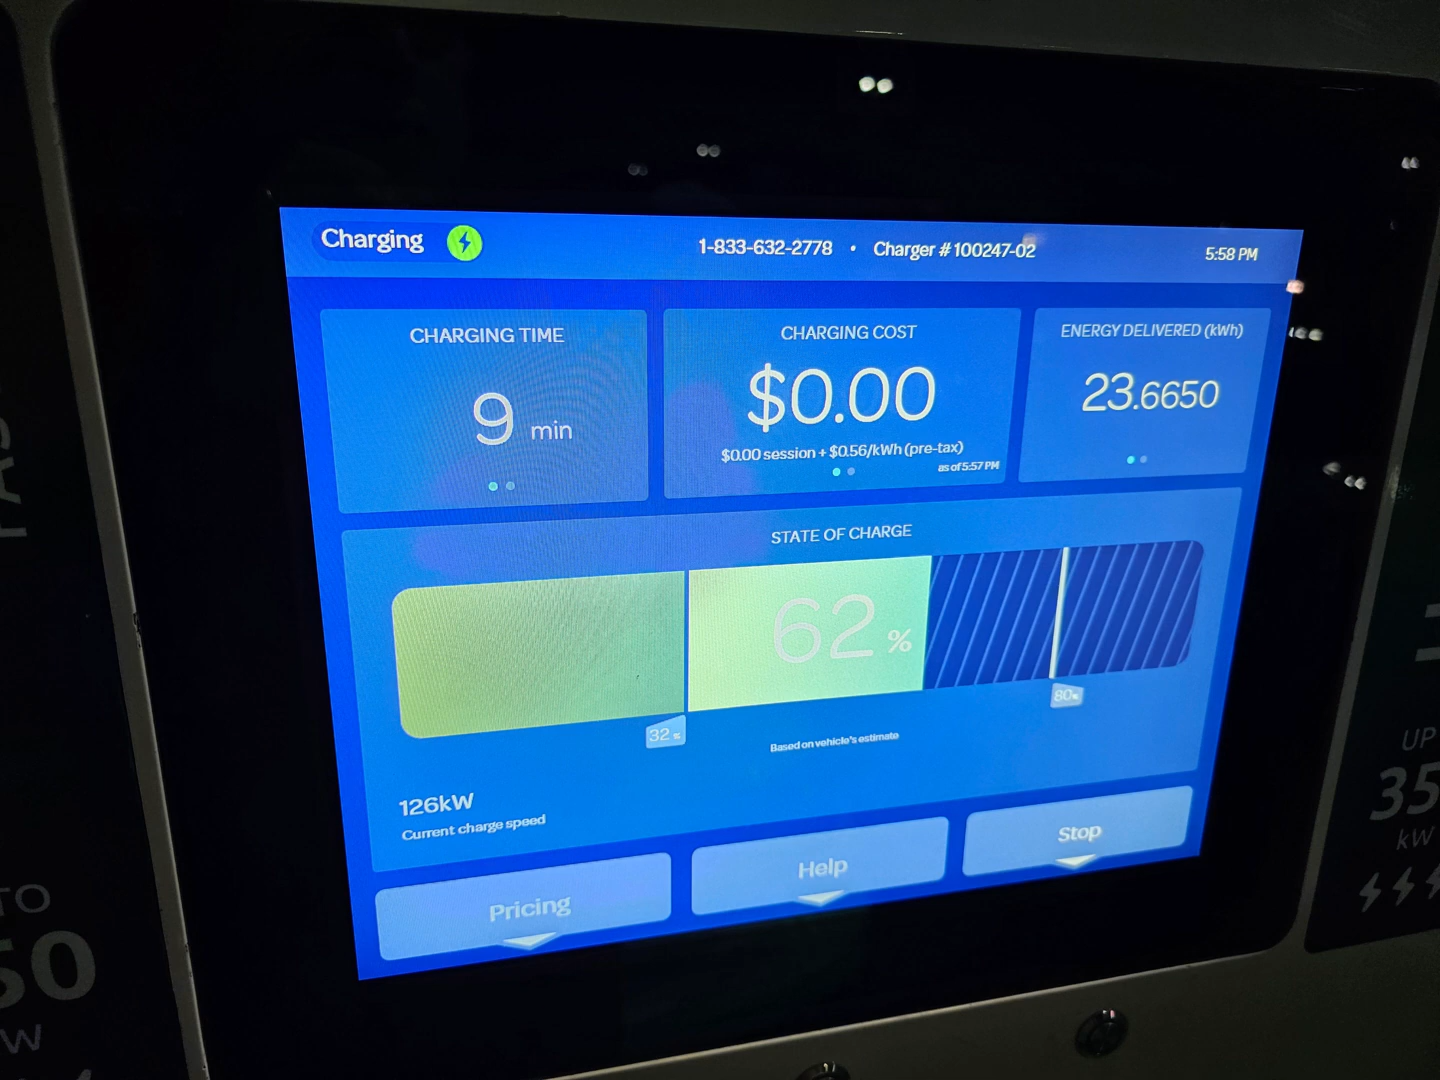 Charging
1-833-632-2778 • Charger #100247-02
5:58 PM
CHARGING TIME
9 min
CHARGING COST
$0.00
$0.00 session + $0.56/kWh (pre-tax)
as of 5:57 PM
ENERGY DELIVERED (kWh)
23.6650
STATE OF CHARGE
62 %
32 %
80%
Based on vehicle's estimate
126kW
Current charge speed
Pricing
Help
Stop
TO
50
W
UP
35
kW